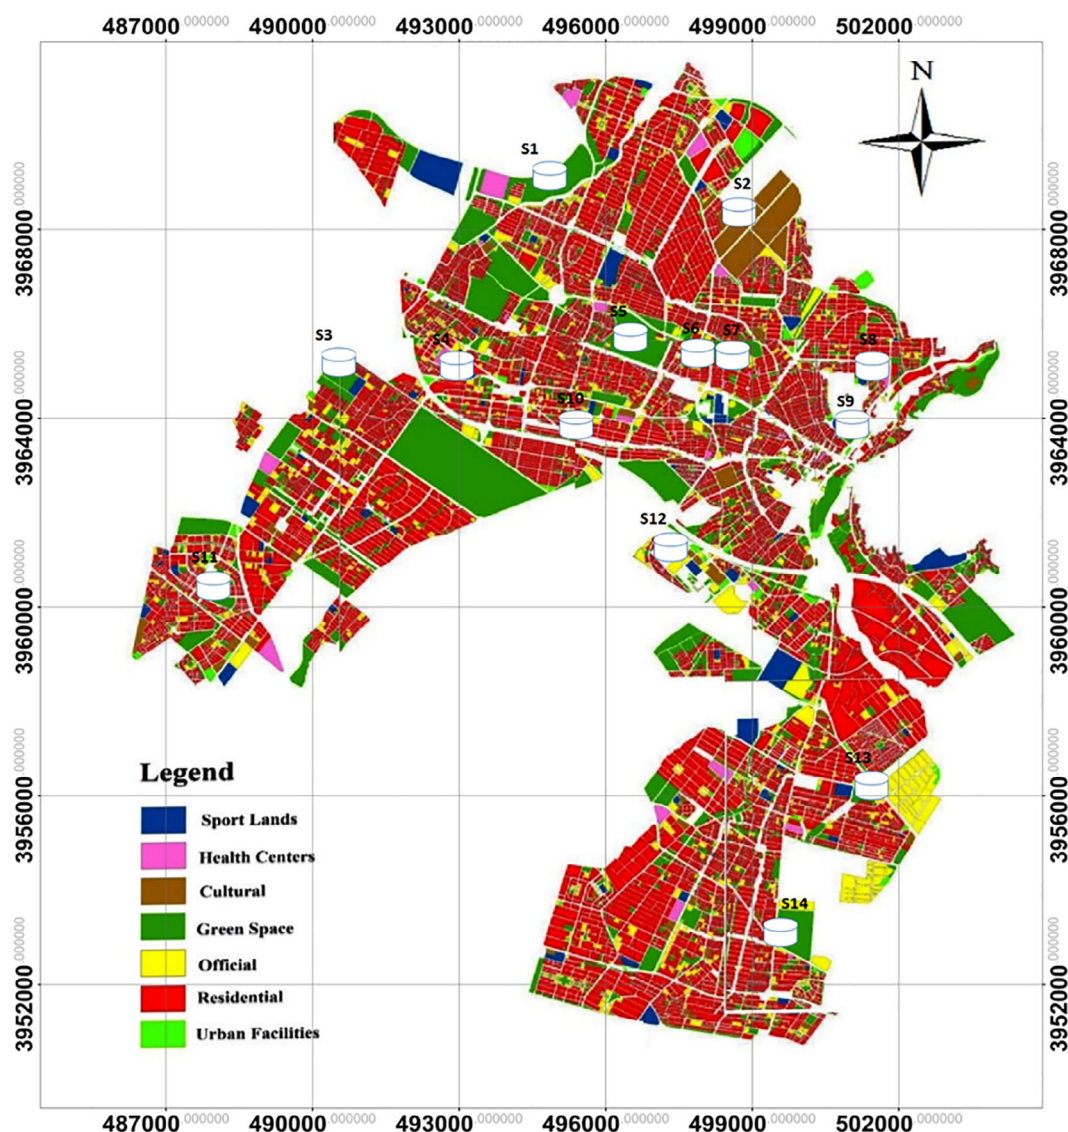 487000.000000 490000.000000 493000.000000 496000.000000 499000.000000 502000.000000
N
S1
S2
3968000.000000 3968000.000000
S5
S6 S7
S3
S4
S8
S10
S9
3964000.000000 3964000.000000
S12
S11
3960000.000000 3960000.000000
S13
Legend
3956000.000000 3956000.000000
Sport Lands
Health Centers
Cultural
S14
Green Space
Official
3952000.000000 3952000.000000
Residential
Urban Facilities
487000.000000 490000.000000 493000.000000 496000.000000 499000.000000 502000.000000